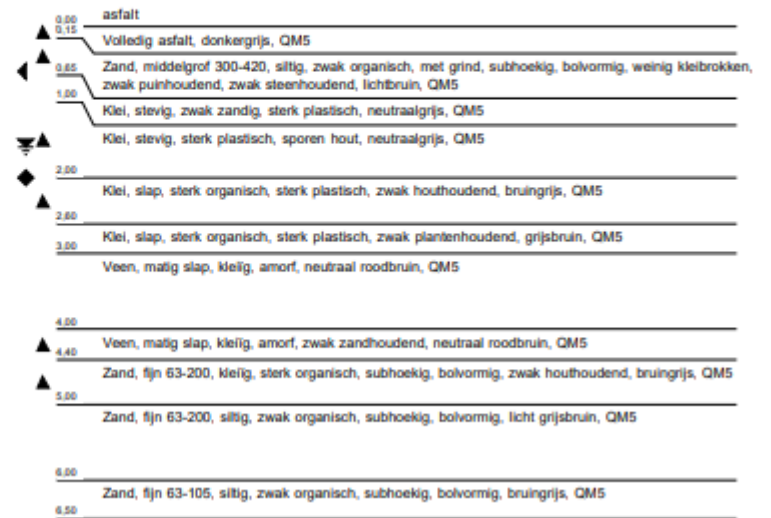 0,00 asfalt
0,15
Volledig asfalt, donkergrijs, QM5
0,65 Zand, middelgrof 300-420, siltig, zwak organisch, met grind, subhoekig, bolvormig, weinig kleibrokken,
zwak puinhoudend, zwak steenhoudend, lichtbruin, QM5
1,00
Klei, stevig, zwak zandig, sterk plastisch, neutraalgrijs, QM5
Klei, stevig, sterk plastisch, sporen hout, neutraalgrijs, QM5
2,00
Klei, slap, sterk organisch, sterk plastisch, zwak houthoudend, bruingrijs, QM5
2,60
Klei, slap, sterk organisch, sterk plastisch, zwak plantenhoudend, grijsbruin, QM5
3,00
Veen, matig slap, kleiïg, amorf, neutraal roodbruin, QM5
4,00
Veen, matig slap, kleiïg, amorf, zwak zandhoudend, neutraal roodbruin, QM5
4,40
Zand, fijn 63-200, kleiïg, sterk organisch, subhoekig, bolvormig, zwak houthoudend, bruingrijs, QM5
5,00
Zand, fijn 63-200, siltig, zwak organisch, subhoekig, bolvormig, licht grijsbruin, QM5
6,00
Zand, fijn 63-105, siltig, zwak organisch, subhoekig, bolvormig, bruingrijs, QM5
6,50